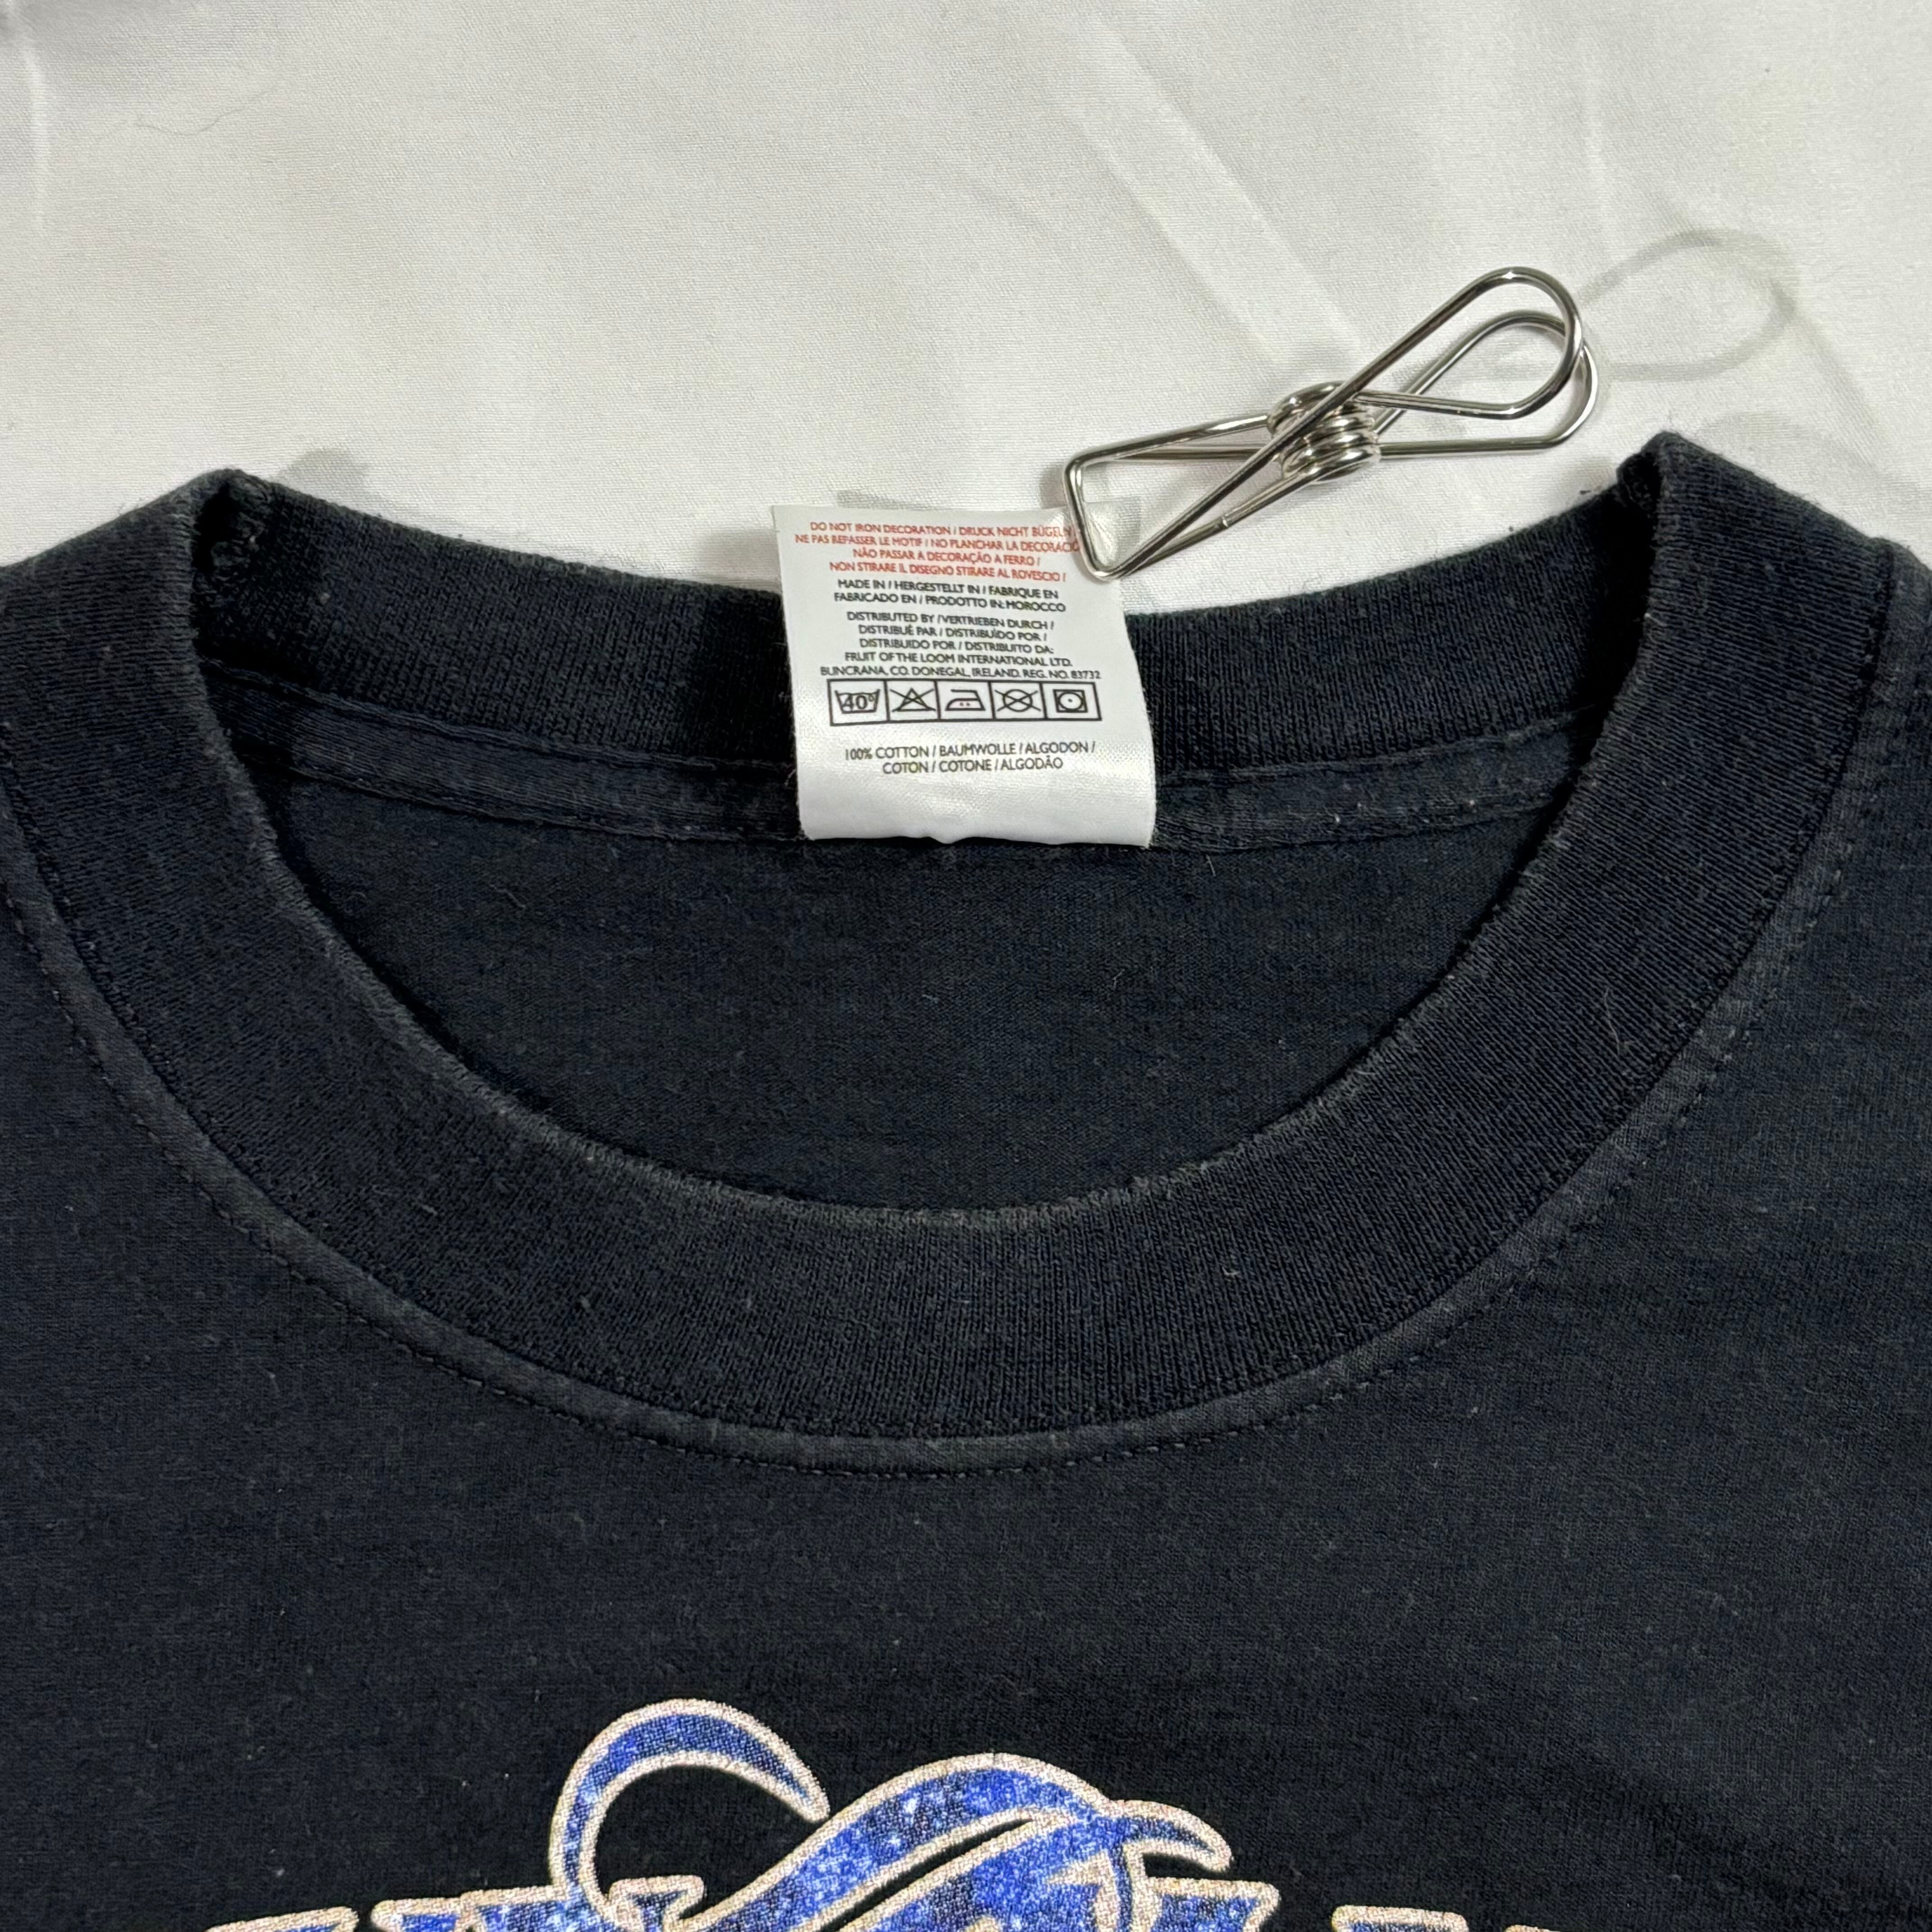 DO NOT IRON DECORATION / DRUCK NICHT BÜGELN /
NE PAS REPASSER LE MOTIF / NO PLANCHAR LA DECORACIÓ
NÃO PASSAR A DECORAÇÃO A FERRO /
NON STIRARE IL DISEGNO STIRARE AL ROVESCIO /
MADE IN / HERGESTELLT IN / FABRIQUE EN
FABRICADO EN / PRODOTTO IN: MOROCCO
DISTRIBUTED BY /VERTRIEBEN DURCH /
DISTRIBUÉ PAR / DISTRIBUÍDO POR /
DISTRIBUIDO POR / DISTRIBUITO DA:
FRUIT OF THE LOOM INTERNATIONAL LTD.
BUNCRANA, CO. DONEGAL, IRELAND. REG. NO. 83732
40°
100% COTTON / BAUMWOLLE / ALGODON /
COTON / COTONE / ALGODÃO